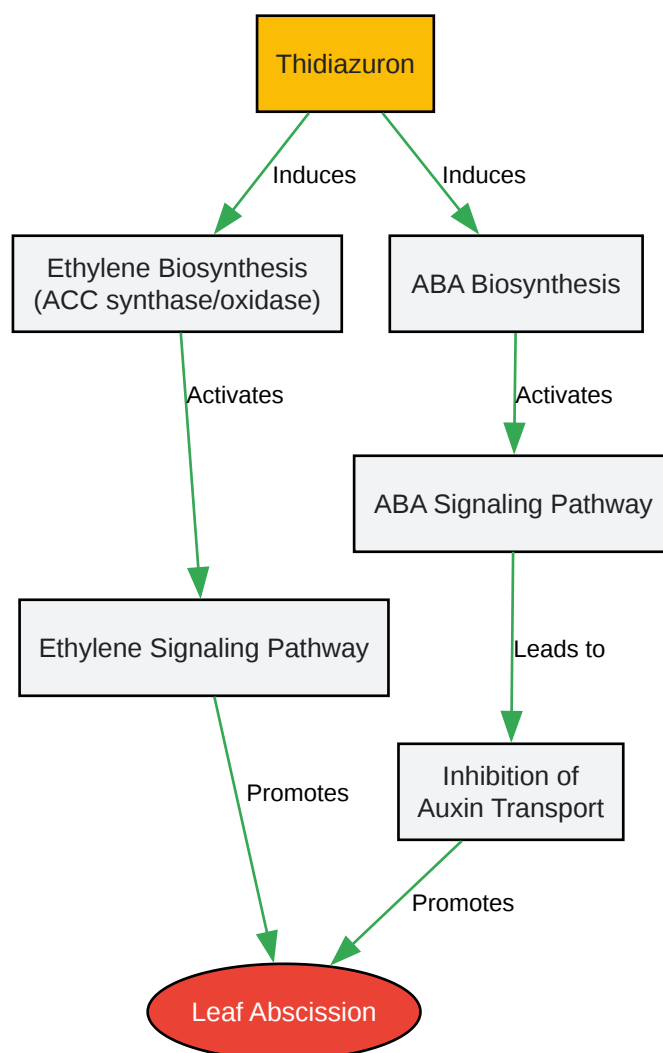 Thidiazuron
Induces
Induces
Ethylene Biosynthesis
(ACC synthase/oxidase)
ABA Biosynthesis
Activates
Activates
ABA Signaling Pathway
Ethylene Signaling Pathway
Leads to
Inhibition of
Auxin Transport
Promotes
Promotes
Leaf Abscission